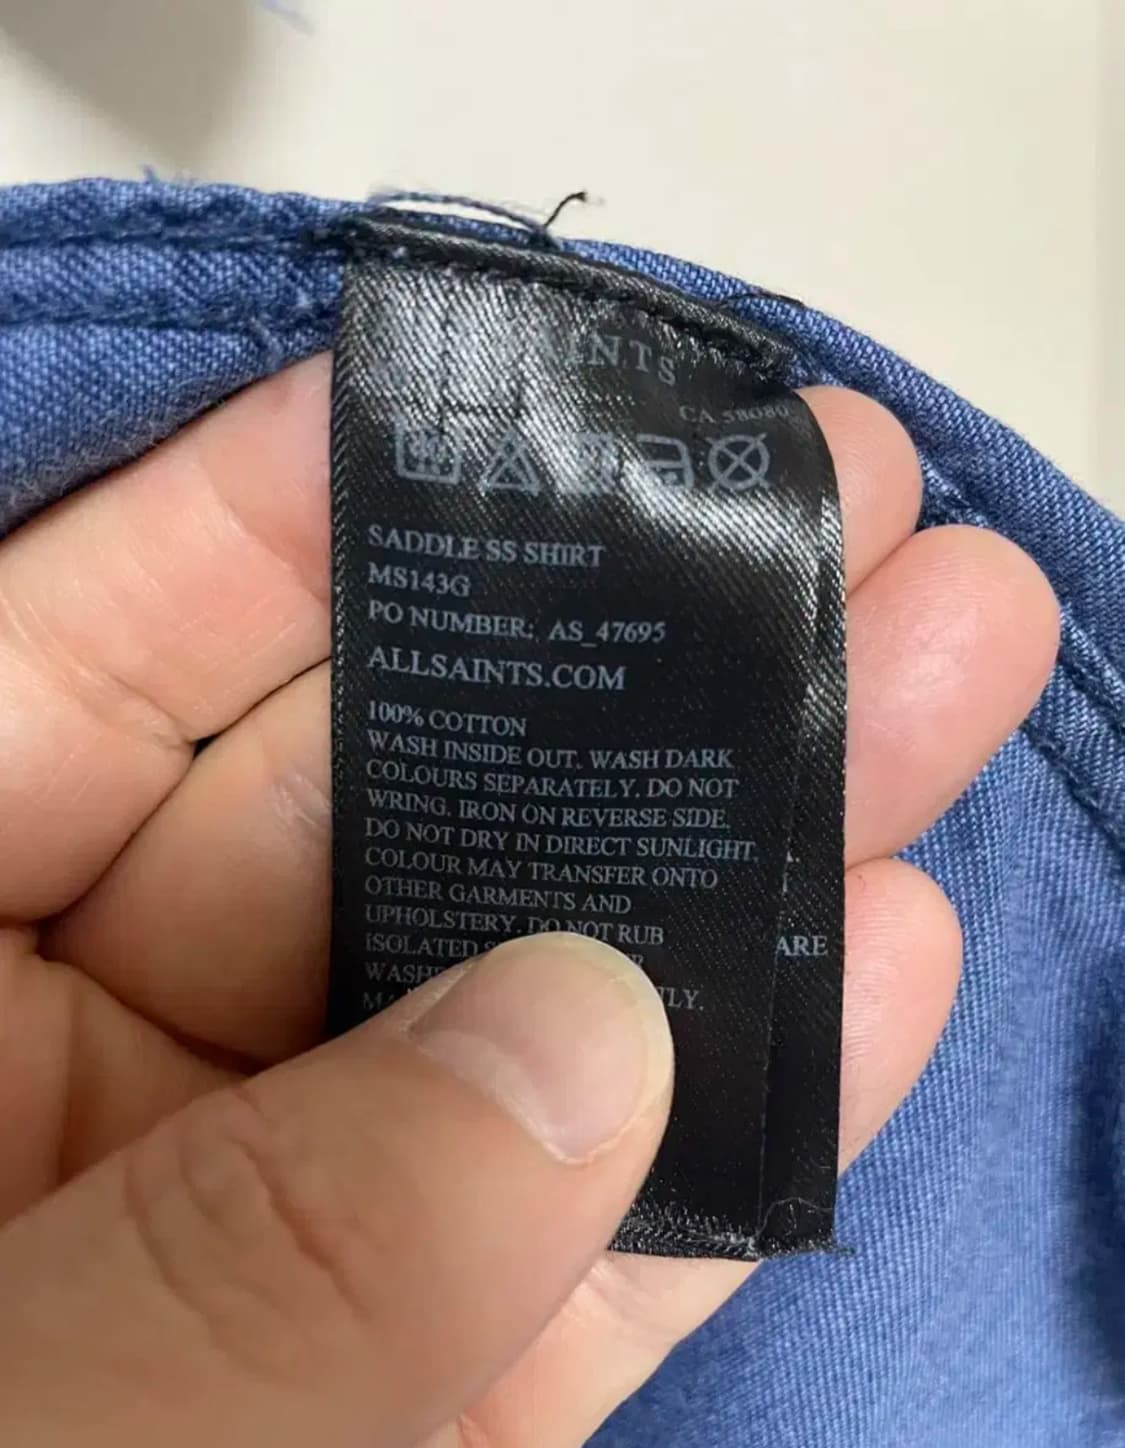 CA 58080
SADDLE SS SHIRT
MS143G
PO NUMBER: AS_47695
ALLSAINTS.COM
100% COTTON
WASH INSIDE OUT. WASH DARK
COLOURS SEPARATELY. DO NOT
WRING. IRON ON REVERSE SIDE.
DO NOT DRY IN DIRECT SUNLIGHT.
COLOUR MAY TRANSFER ONTO
OTHER GARMENTS AND
UPHOLSTERY. DO NOT RUB
ISOLATED